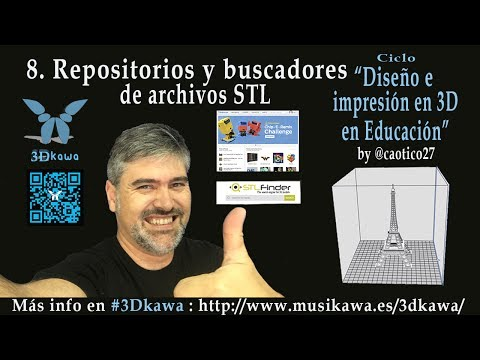 8. Repositorios y buscadores
de archivos STL
Ciclo
“Diseño e
impresión en 3D
en Educación”
by @caotico27
3Dkawa
Challenge
STLFinder
Más info en #3Dkawa : http://www.musikawa.es/3dkawa/